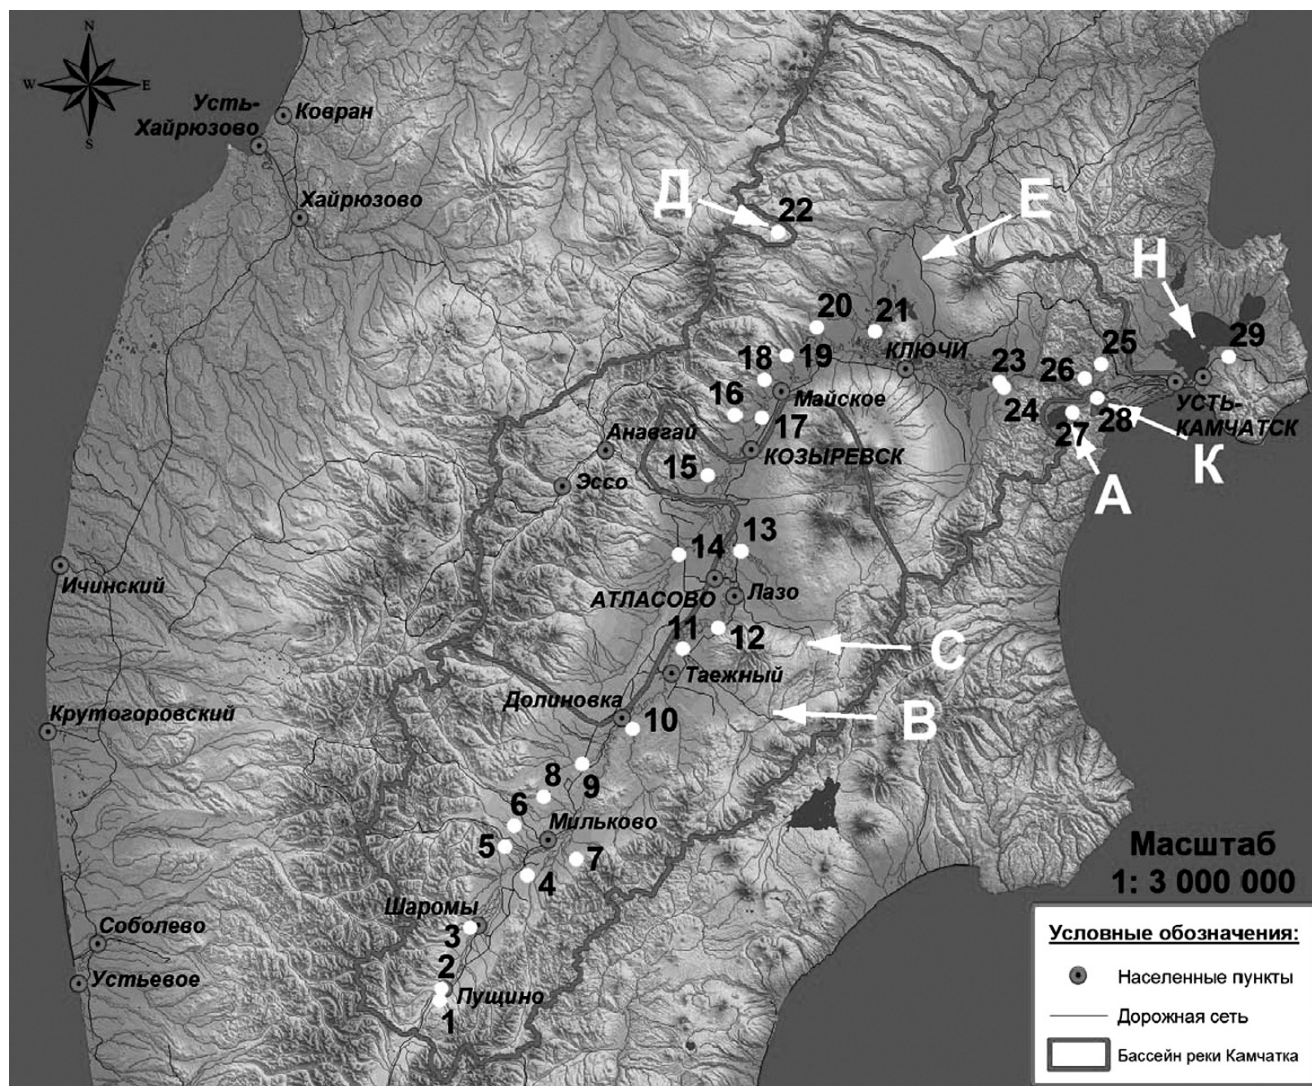 N
W
E
S
Усть-
Хайрюзово
Ковран
Хайрюзово
Д
22
Е
Н
20
21
КЛЮЧИ
29
25
18
19
23
26
16
Майское
24
УСТЬ-
КАМЧАТСК
17
27
28
Анавгай
КОЗЫРЕВСК
К
15
Эссо
А
13
14
Ичинский
АТЛАСОВО
Лазо
11
12
С
Таежный
Долиновка
Крутогоровский
10
В
9
8
6
Мильково
5
7
Масштаб
1: 3 000 000
4
Шаромы
3
Соболево
2
Устьевое
Пущино
1
Условные обозначения:
Населенные пункты
Дорожная сеть
Бассейн реки Камчатка